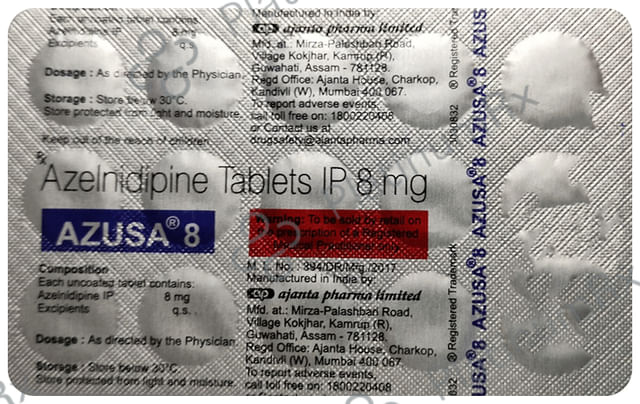 Manufactured in India by:
Each uncoated tablet contains:
Azelnidipine IP 8 mg
Excipients q.s.
ajanta pharma limited
Mfd. at.: Mirza-Palashbari Road,
Village Kokjhar, Kamrup (R),
Guwahati, Assam - 781128.
Regd Office: Ajanta House, Charkop,
Kandivli (W), Mumbai 400 067.
To report adverse events,
call toll free on: 1800220408
or Contact us at
drugsafety@ajantapharma.com
Dosage : As directed by the Physician.
Storage : Store below 30°C.
Store protected from light and moisture.
Keep out of the reach of children.
Rx
Azelnidipine Tablets IP 8 mg
AZUSA® 8
Warning: To be sold by retail on
the prescription of a Registered
Medical Practitioner only.
Composition
Each uncoated tablet contains:
Azelnidipine IP 8 mg
Excipients q.s.
Dosage : As directed by the Physician.
Storage : Store below 30°C.
Store protected from light and moisture.
M. L. No. : 394/DR/Mfg./2017
Manufactured in India by:
ajanta pharma limited
Mfd. at.: Mirza-Palashbari Road,
Village Kokjhar, Kamrup (R),
Guwahati, Assam - 781128.
Regd Office: Ajanta House, Charkop,
Kandivli (W), Mumbai 400 067.
To report adverse events,
call toll free on: 1800220408
® Registered Trademark
® Registered Trad
AZUSA® 8 AZUSA® 8 AZUS